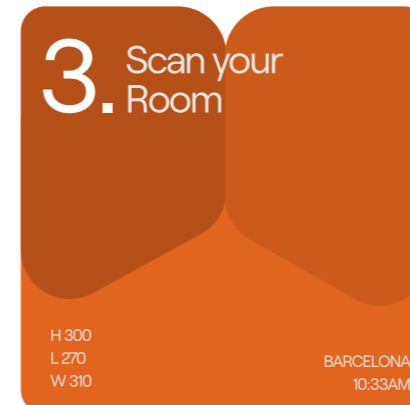 3. Scan your
Room
H 300
L 270
W 310
BARCELONA
10:33AM